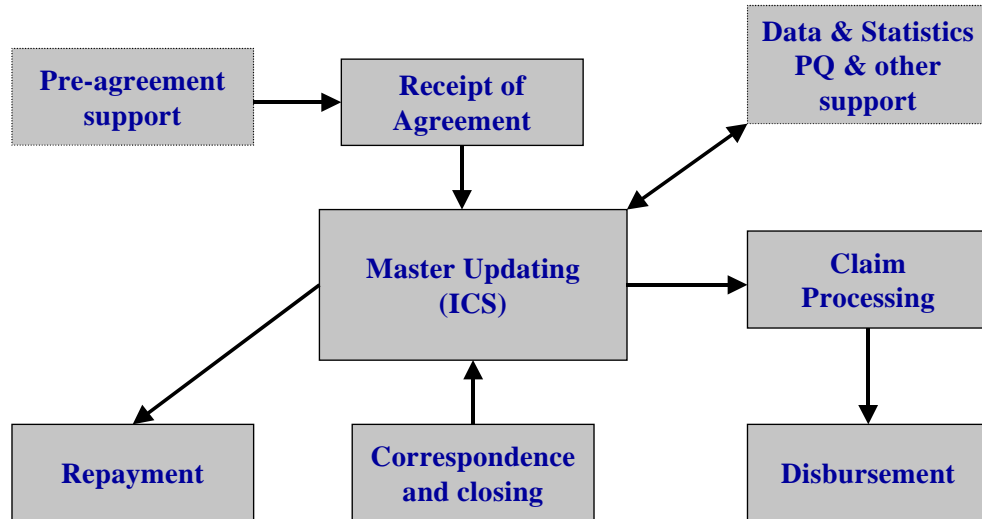 Pre-agreement
support
Receipt of
Agreement
Data & Statistics
PQ & other
support
Master Updating
(ICS)
Claim
Processing
Repayment
Correspondence
and closing
Disbursement